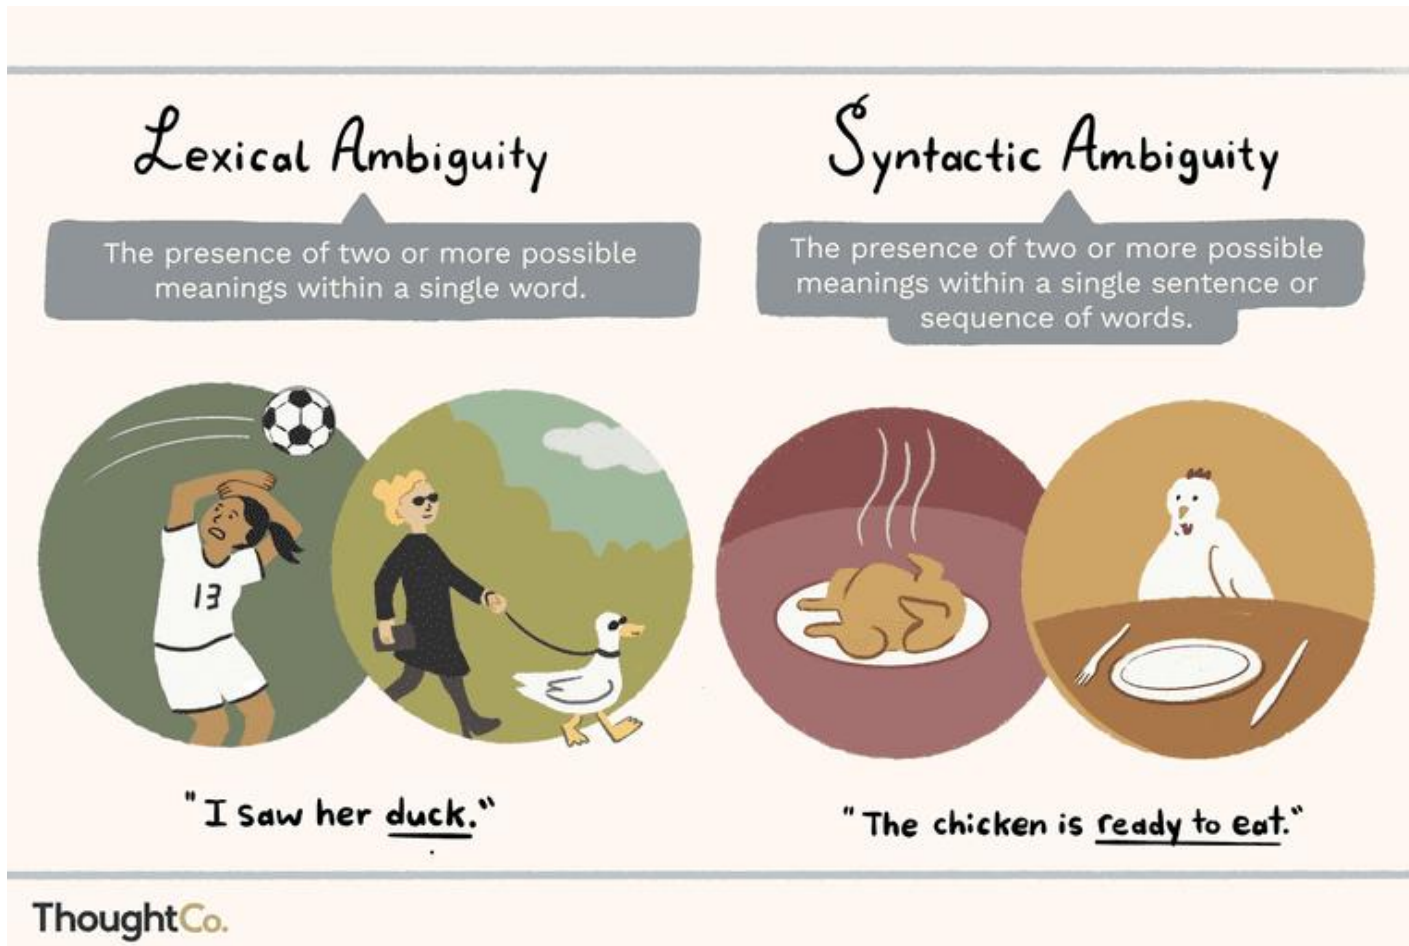 Lexical Ambiguity
The presence of two or more possible
meanings within a single word.
13
"I saw her duck."
Syntactic Ambiguity
The presence of two or more possible
meanings within a single sentence or
sequence of words.
"The chicken is ready to eat."
ThoughtCo.